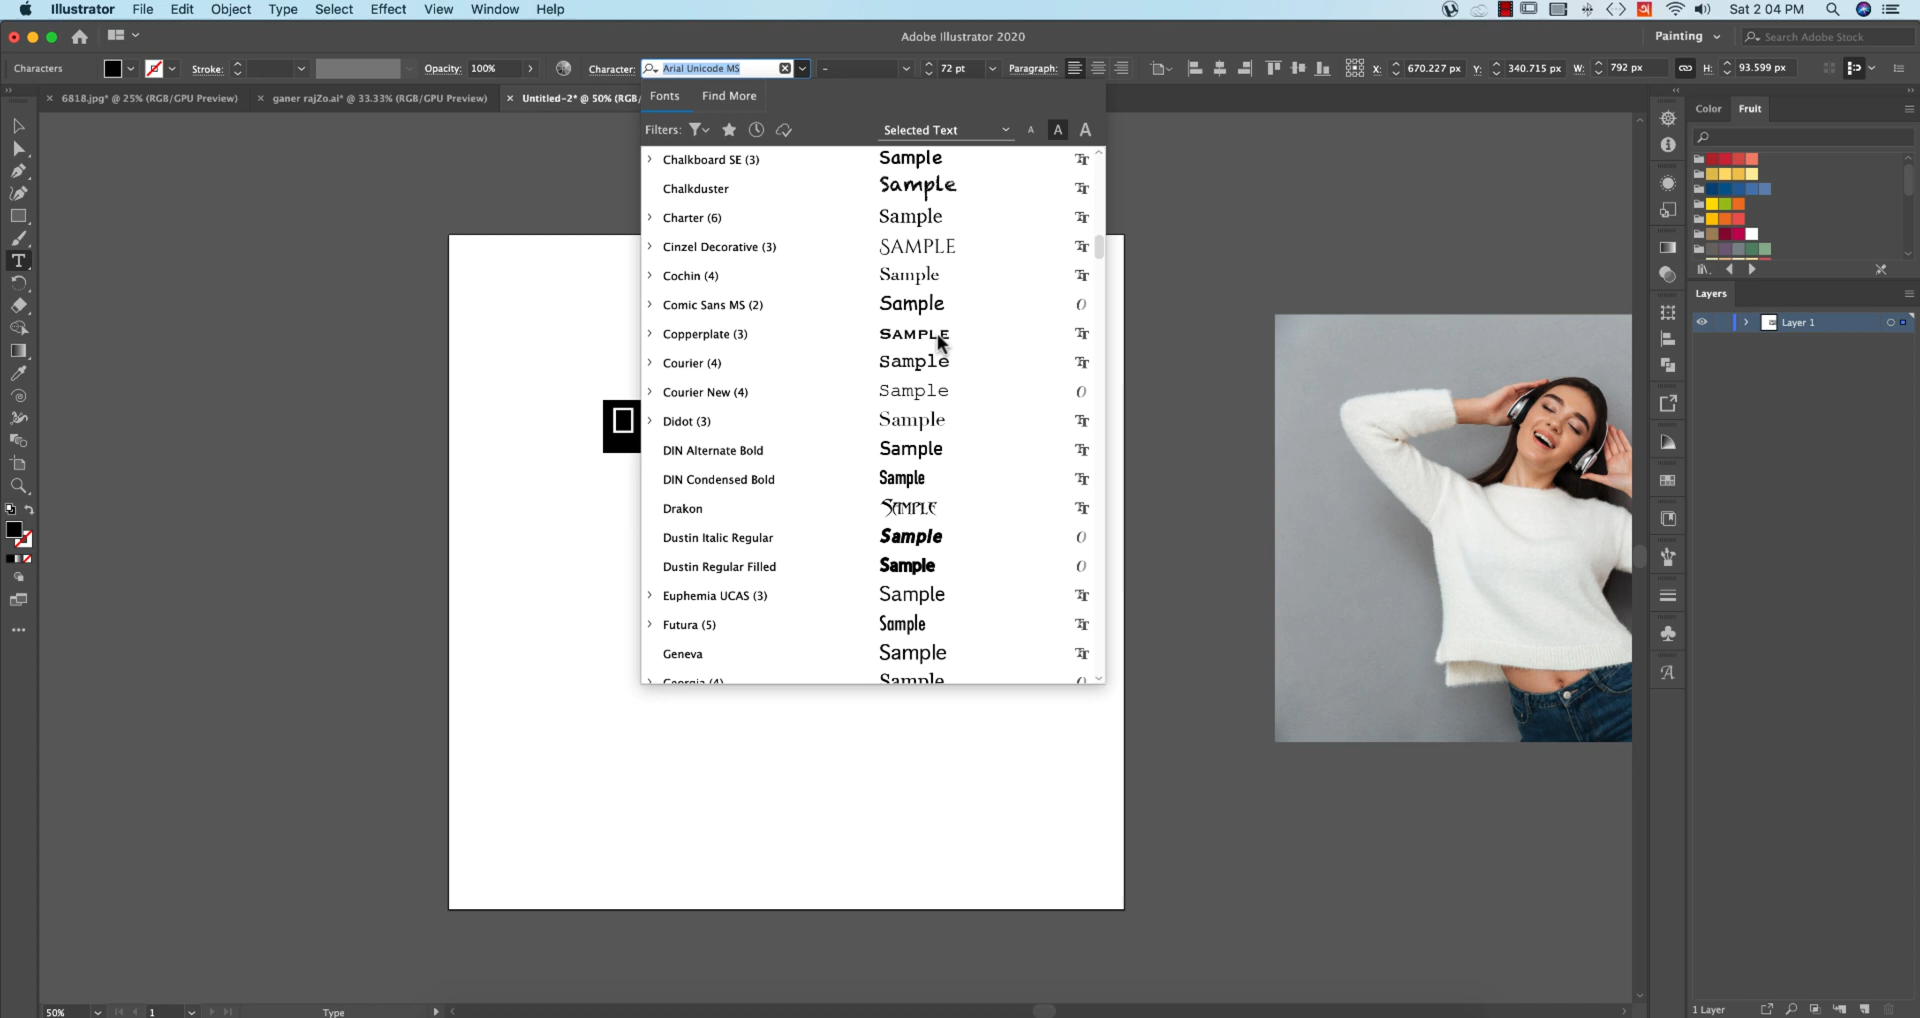 Illustrator File Edit Object Type Select Effect View Window Help Sat 2 04 PM
Adobe Illustrator 2020 Painting Search Adobe Stock
Characters Stroke: Opacity: 100% Character: Arial Unicode MS - 72 pt Paragraph: X: 670.227 px Y: 340.715 px W: 792 px H: 93.599 px
× 6818.jpg* @ 25% (RGB/GPU Preview) × ganer rajZo.ai* @ 33.33% (RGB/GPU Preview) × Untitled-2* @ 50% (RGB/
Fonts Find More
Filters: Selected Text A A A
Chalkboard SE (3) Sample
Chalkduster Sample
Charter (6) Sample
Cinzel Decorative (3) SAMPLE
Cochin (4) Sample
Comic Sans MS (2) Sample
Copperplate (3) SAMPLE
Courier (4) Sample
Courier New (4) Sample
Didot (3) Sample
DIN Alternate Bold Sample
DIN Condensed Bold Sample
Drakon SAMPLE
Dustin Italic Regular Sample
Dustin Regular Filled Sample
Euphemia UCAS (3) Sample
Futura (5) Sample
Geneva Sample
Georgia (4) Sample
Color Fruit
Layers
Layer 1
50% 1 Type
1 Layer